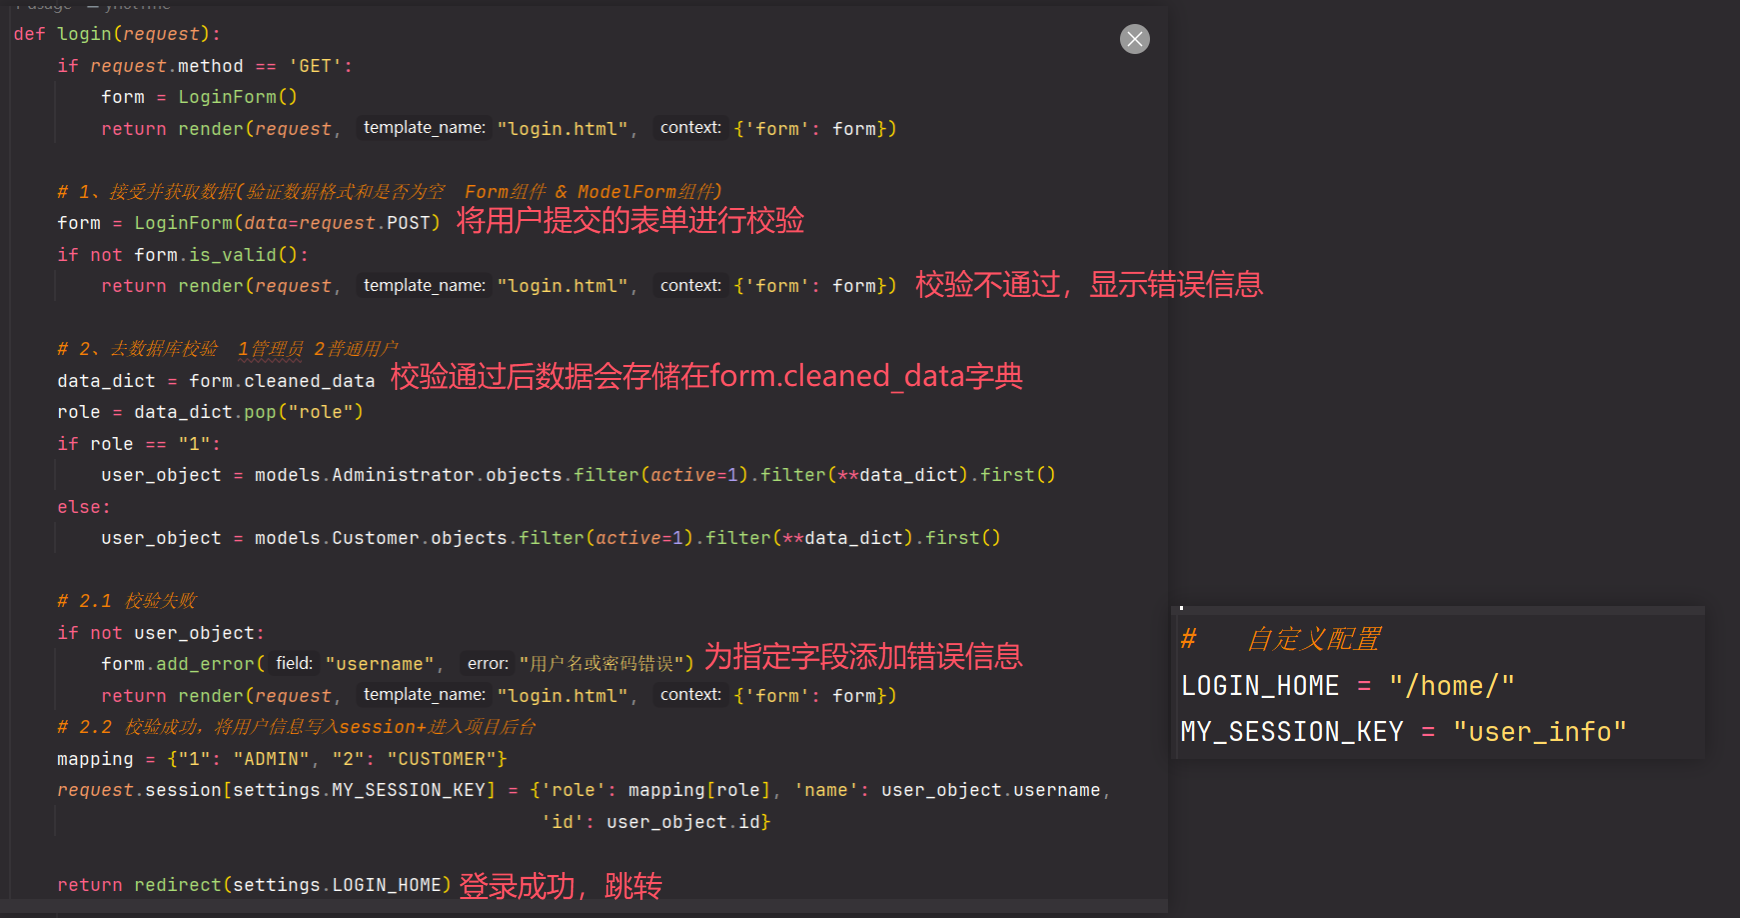 def login(request):
if request.method == 'GET':
form = LoginForm()
return render(request, template_name: "login.html", context: {'form': form})
# 1、接受并获取数据(验证数据格式和是否为空 Form组件 & ModelForm组件)
form = LoginForm(data=request.POST) 将用户提交的表单进行校验
if not form.is_valid():
return render(request, template_name: "login.html", context: {'form': form}) 校验不通过，显示错误信息
# 2、去数据库校验 1管理员 2普通用户
data_dict = form.cleaned_data 校验通过后数据会存储在form.cleaned_data字典
role = data_dict.pop("role")
if role == "1":
user_object = models.Administrator.objects.filter(active=1).filter(**data_dict).first()
else:
user_object = models.Customer.objects.filter(active=1).filter(**data_dict).first()
# 2.1 校验失败
if not user_object:
form.add_error( field: "username", error: "用户名或密码错误") 为指定字段添加错误信息
return render(request, template_name: "login.html", context: {'form': form})
# 2.2 校验成功，将用户信息写入session+进入项目后台
mapping = {"1": "ADMIN", "2": "CUSTOMER"}
request.session[settings.MY_SESSION_KEY] = {'role': mapping[role], 'name': user_object.username,
'id': user_object.id}
return redirect(settings.LOGIN_HOME) 登录成功，跳转
# 自定义配置
LOGIN_HOME = "/home/"
MY_SESSION_KEY = "user_info"